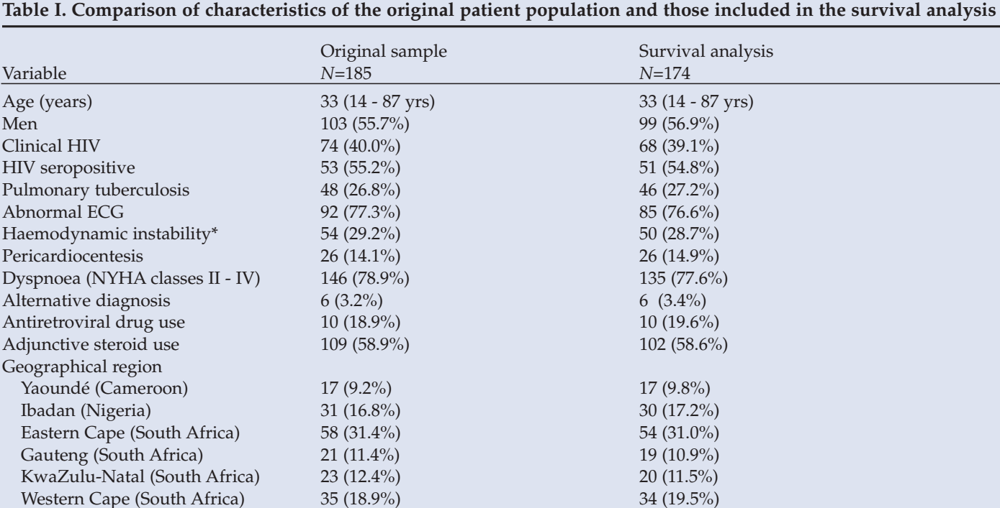 Table I. Comparison of characteristics of the original patient population and those included in the survival analysis
Original sample Survival analysis
Variable N=185 N=174
Age (years) 33 (14 - 87 yrs) 33 (14 - 87 yrs)
Men 103 (55.7%) 99 (56.9%)
Clinical HIV 74 (40.0%) 68 (39.1%)
HIV seropositive 53 (55.2%) 51 (54.8%)
Pulmonary tuberculosis 48 (26.8%) 46 (27.2%)
Abnormal ECG 92 (77.3%) 85 (76.6%)
Haemodynamic instability* 54 (29.2%) 50 (28.7%)
Pericardiocentesis 26 (14.1%) 26 (14.9%)
Dyspnoea (NYHA classes II - IV) 146 (78.9%) 135 (77.6%)
Alternative diagnosis 6 (3.2%) 6 (3.4%)
Antiretroviral drug use 10 (18.9%) 10 (19.6%)
Adjunctive steroid use 109 (58.9%) 102 (58.6%)
Geographical region
Yaoundé (Cameroon) 17 (9.2%) 17 (9.8%)
Ibadan (Nigeria) 31 (16.8%) 30 (17.2%)
Eastern Cape (South Africa) 58 (31.4%) 54 (31.0%)
Gauteng (South Africa) 21 (11.4%) 19 (10.9%)
KwaZulu-Natal (South Africa) 23 (12.4%) 20 (11.5%)
Western Cape (South Africa) 35 (18.9%) 34 (19.5%)